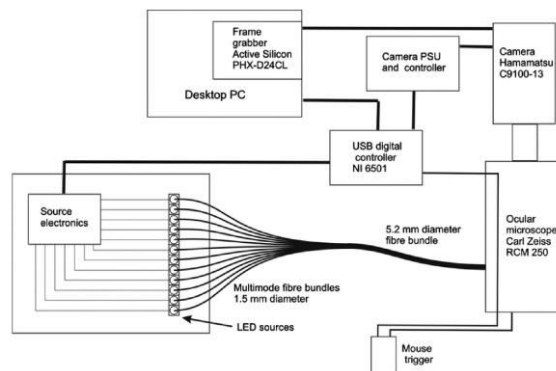 Frame
grabber
Active Silicon
PHX-D24CL
Desktop PC
Camera PSU
and controller
Camera
Hamamatsu
C9100-13
USB digital
controller
NI 6501
Source
electronics
5.2 mm diameter
fibre bundle
Ocular
microscope
Carl Zeiss
RCM 250
Multimode fibre bundles
1.5 mm diameter
LED sources
Mouse
trigger